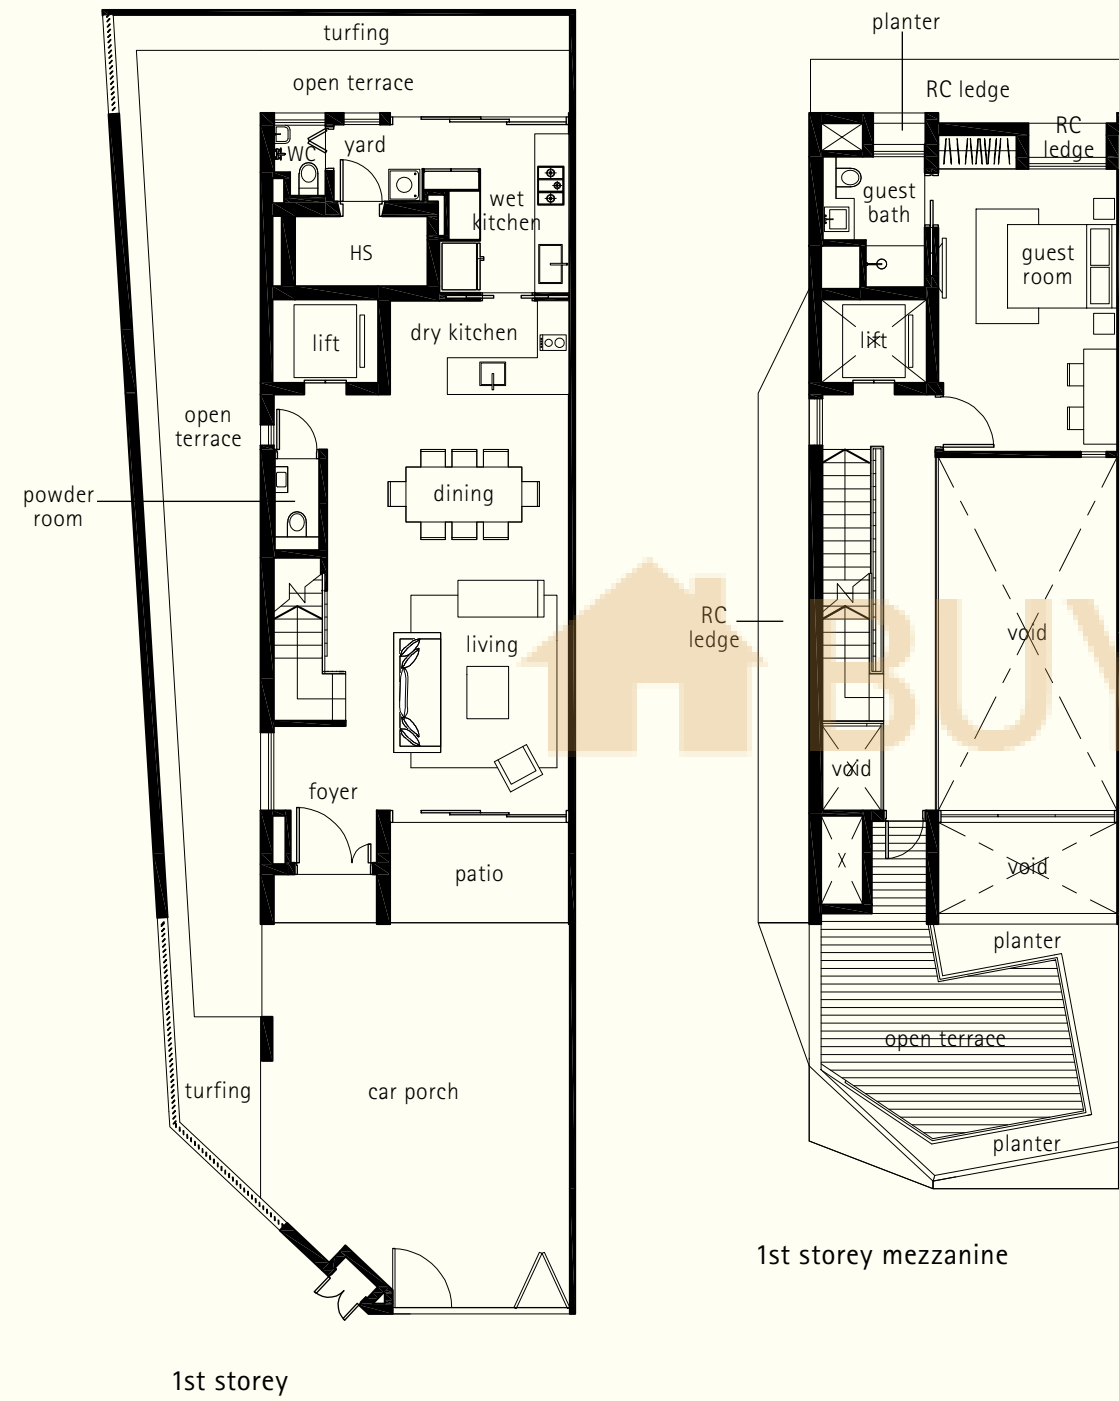 turfing
open terrace
WC
yard
wet
kitchen
HS
lift
dry kitchen
open
terrace
powder
room
dining
living
foyer
patio
turfing
car porch
1st storey
planter
RC ledge
RC
ledge
guest
bath
guest
room
lift
RC
ledge
void
BUY
void
void
planter
open terrace
planter
1st storey mezzanine